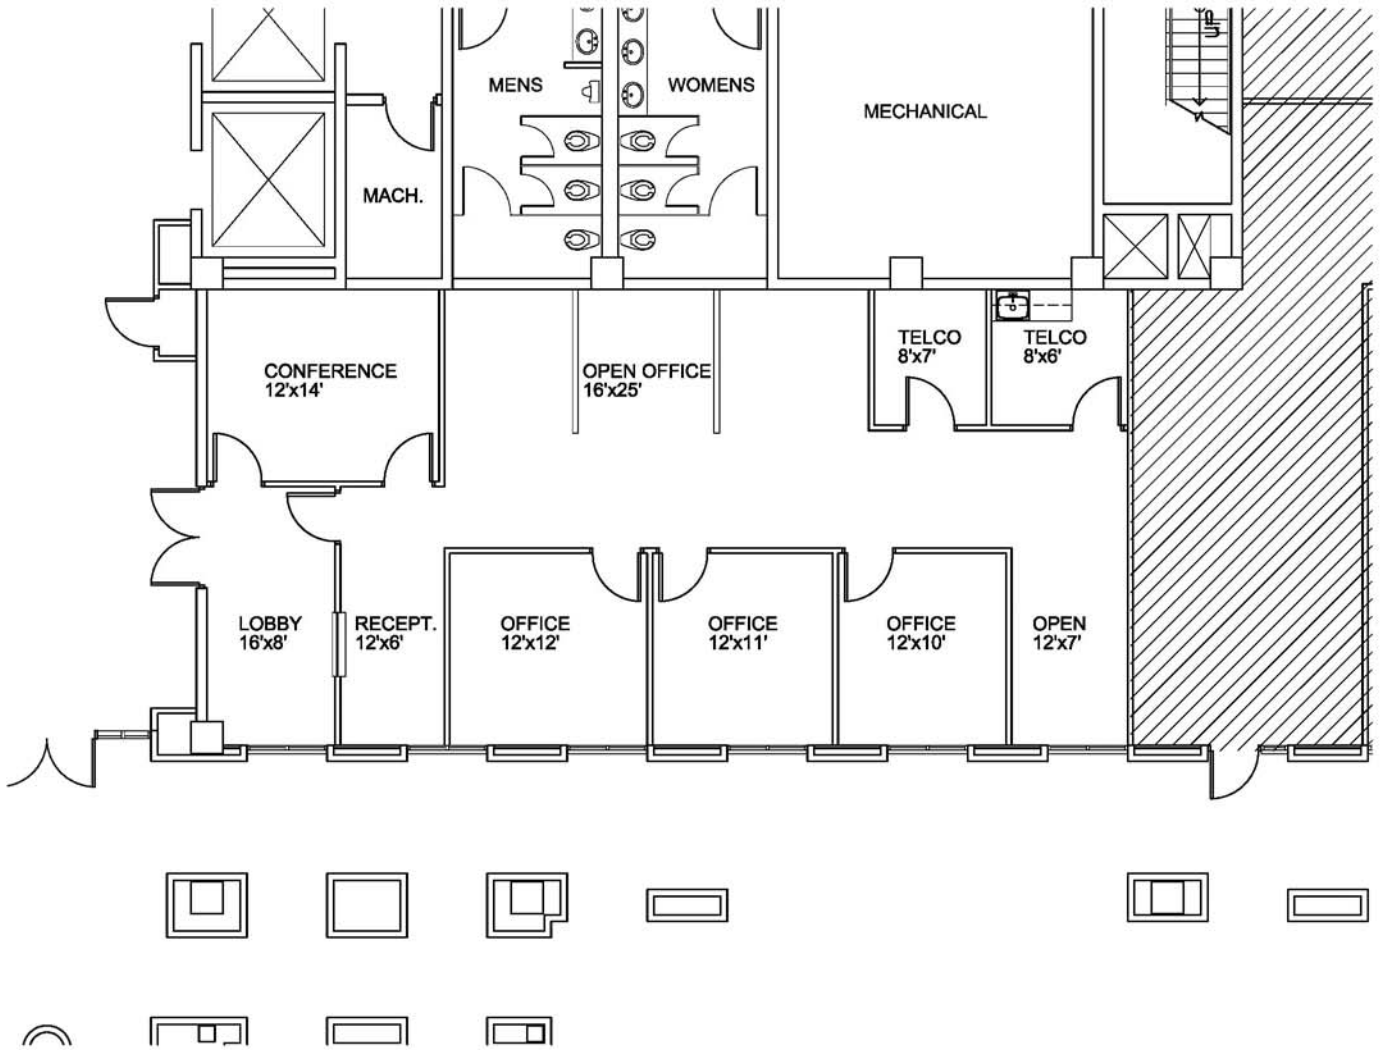 UP
MENS
WOMENS
MECHANICAL
MACH.
TELCO
8'x7'
TELCO
8'x6'
CONFERENCE
12'x14'
OPEN OFFICE
16'x25'
LOBBY
16'x8'
RECEPT.
12'x6'
OFFICE
12'x12'
OFFICE
12'x11'
OFFICE
12'x10'
OPEN
12'x7'